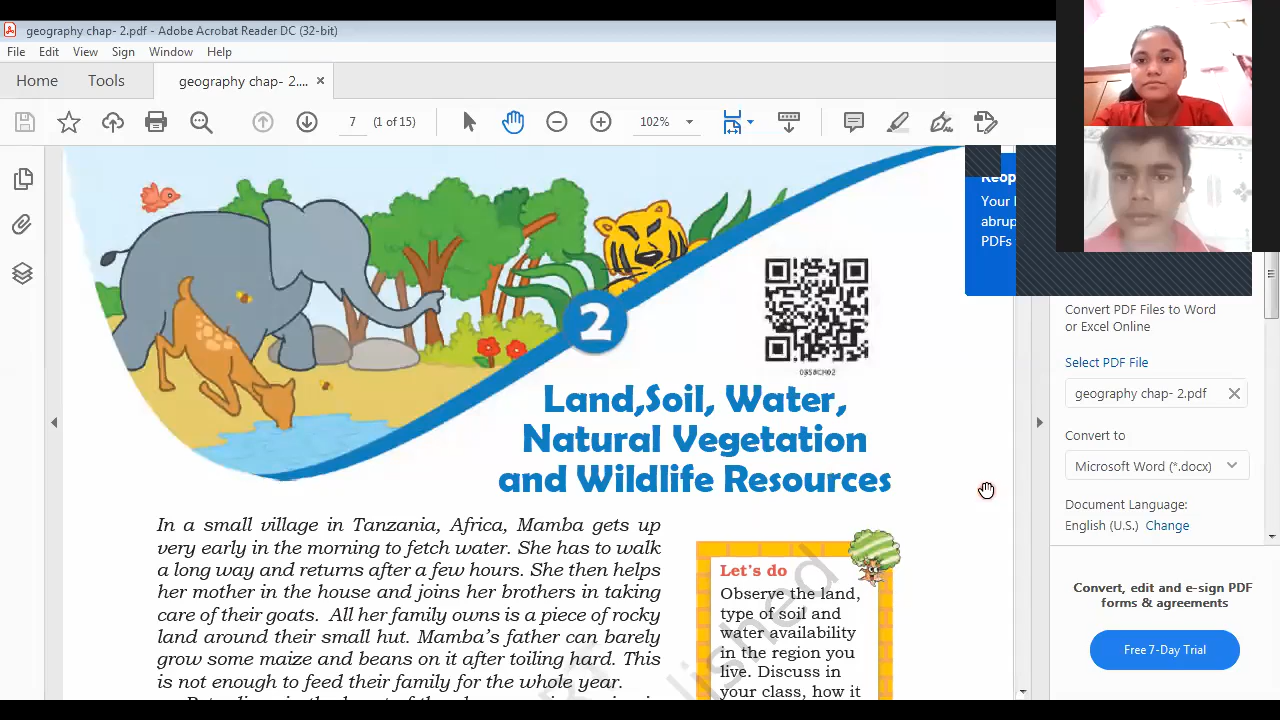 geography chap- 2.pdf - Adobe Acrobat Reader DC (32-bit)
File Edit View Sign Window Help
Home Tools geography chap- 2.... ×
7 (1 of 15) 102%
Reop
Your
abrup
PDFs
2
0858CH02
Land,Soil, Water,
Natural Vegetation
and Wildlife Resources
In a small village in Tanzania, Africa, Mamba gets up
very early in the morning to fetch water. She has to walk
a long way and returns after a few hours. She then helps
her mother in the house and joins her brothers in taking
care of their goats. All her family owns is a piece of rocky
land around their small hut. Mamba's father can barely
grow some maize and beans on it after toiling hard. This
is not enough to feed their family for the whole year.
Let's do
Observe the land,
type of soil and
water availability
in the region you
live. Discuss in
your class, how it
blished
Convert PDF Files to Word
or Excel Online
Select PDF File
geography chap- 2.pdf
Convert to
Microsoft Word (*.docx)
Document Language:
English (U.S.) Change
Convert, edit and e-sign PDF
forms & agreements
Free 7-Day Trial